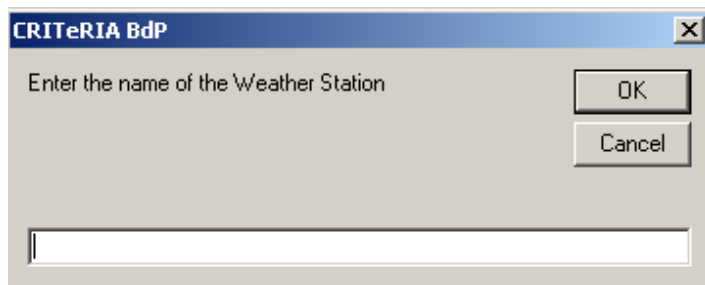 CRITeRIA BdP
Enter the name of the Weather Station
OK
Cancel